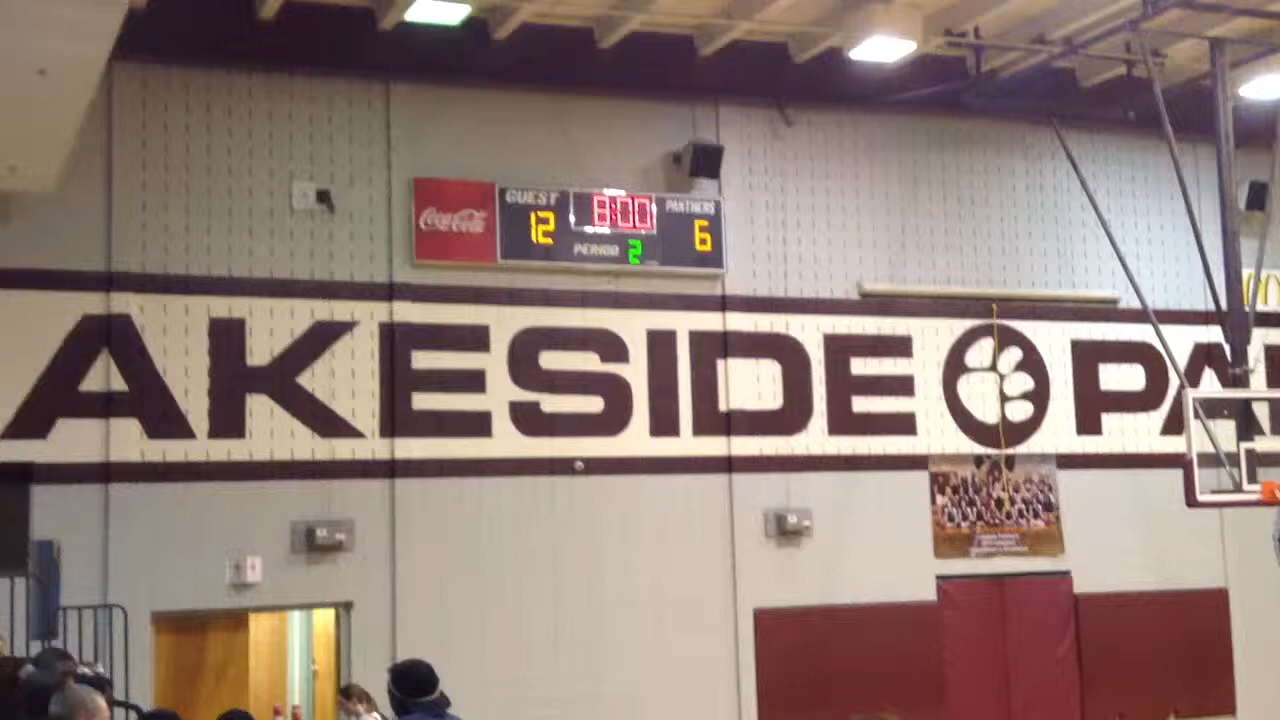 Coca-Cola
GUEST 8:00 PANTHERS
12 6
PERIOD 2
AKESIDE PA